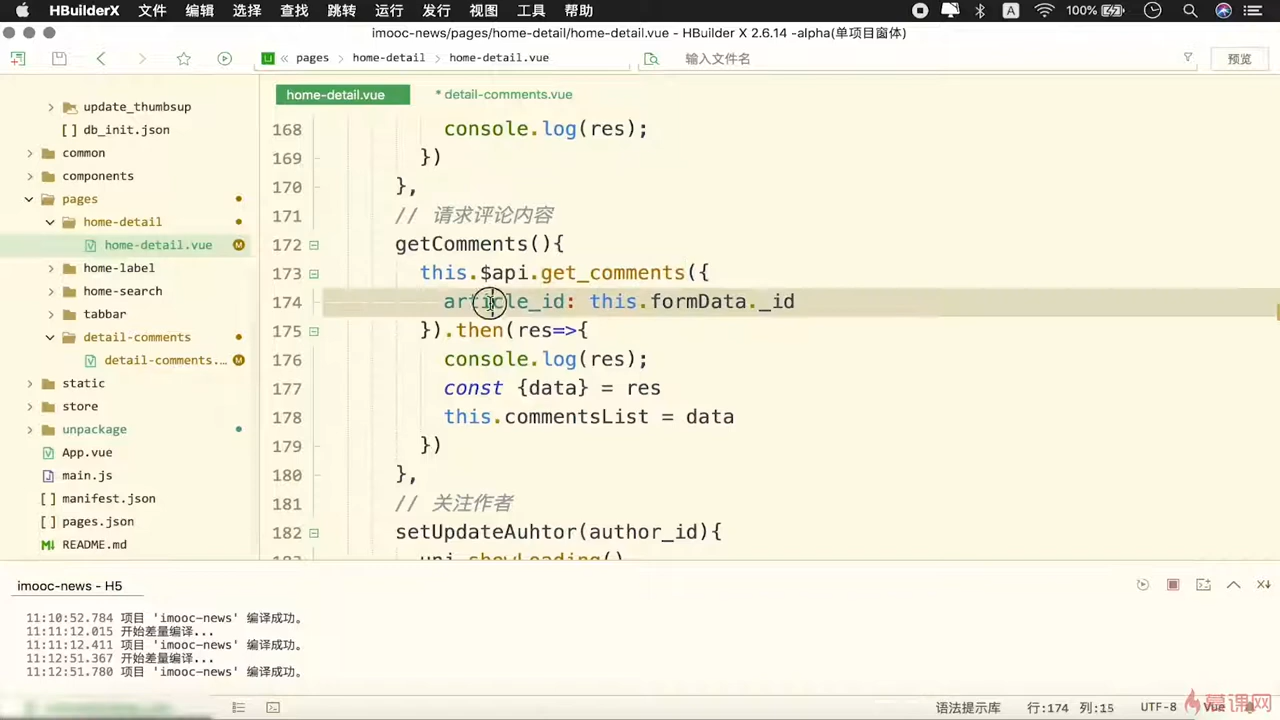 HBuilderX 文件 编辑 选择 查找 跳转 运行 发行 视图 工具 帮助 A 100%
imooc-news/pages/home-detail/home-detail.vue - HBuilder X 2.6.14 -alpha(单项目窗体)
« pages > home-detail > home-detail.vue 输入文件名 预览
update_thumbsup
[ ] db_init.json
common
components
pages
home-detail
home-detail.vue M
home-label
home-search
tabbar
detail-comments
detail-comments.... M
static
store
unpackage
App.vue
main.js
[ ] manifest.json
[ ] pages.json
M↓ README.md
home-detail.vue * detail-comments.vue
168 console.log(res);
169 })
170 },
171 // 请求评论内容
172 getComments(){
173 this.$api.get_comments({
174 article_id: this.formData._id
175 }).then(res=>{
176 console.log(res);
177 const {data} = res
178 this.commentsList = data
179 })
180 },
181 // 关注作者
182 setUpdateAuhtor(author_id){
183 uni.showLoading()
imooc-news - H5
11:10:52.784 项目 'imooc-news' 编译成功。
11:11:12.015 开始差量编译...
11:11:12.411 项目 'imooc-news' 编译成功。
11:12:51.367 开始差量编译...
11:12:51.780 项目 'imooc-news' 编译成功。
语法提示库 行:174 列:15 UTF-8 Vue
慕课网